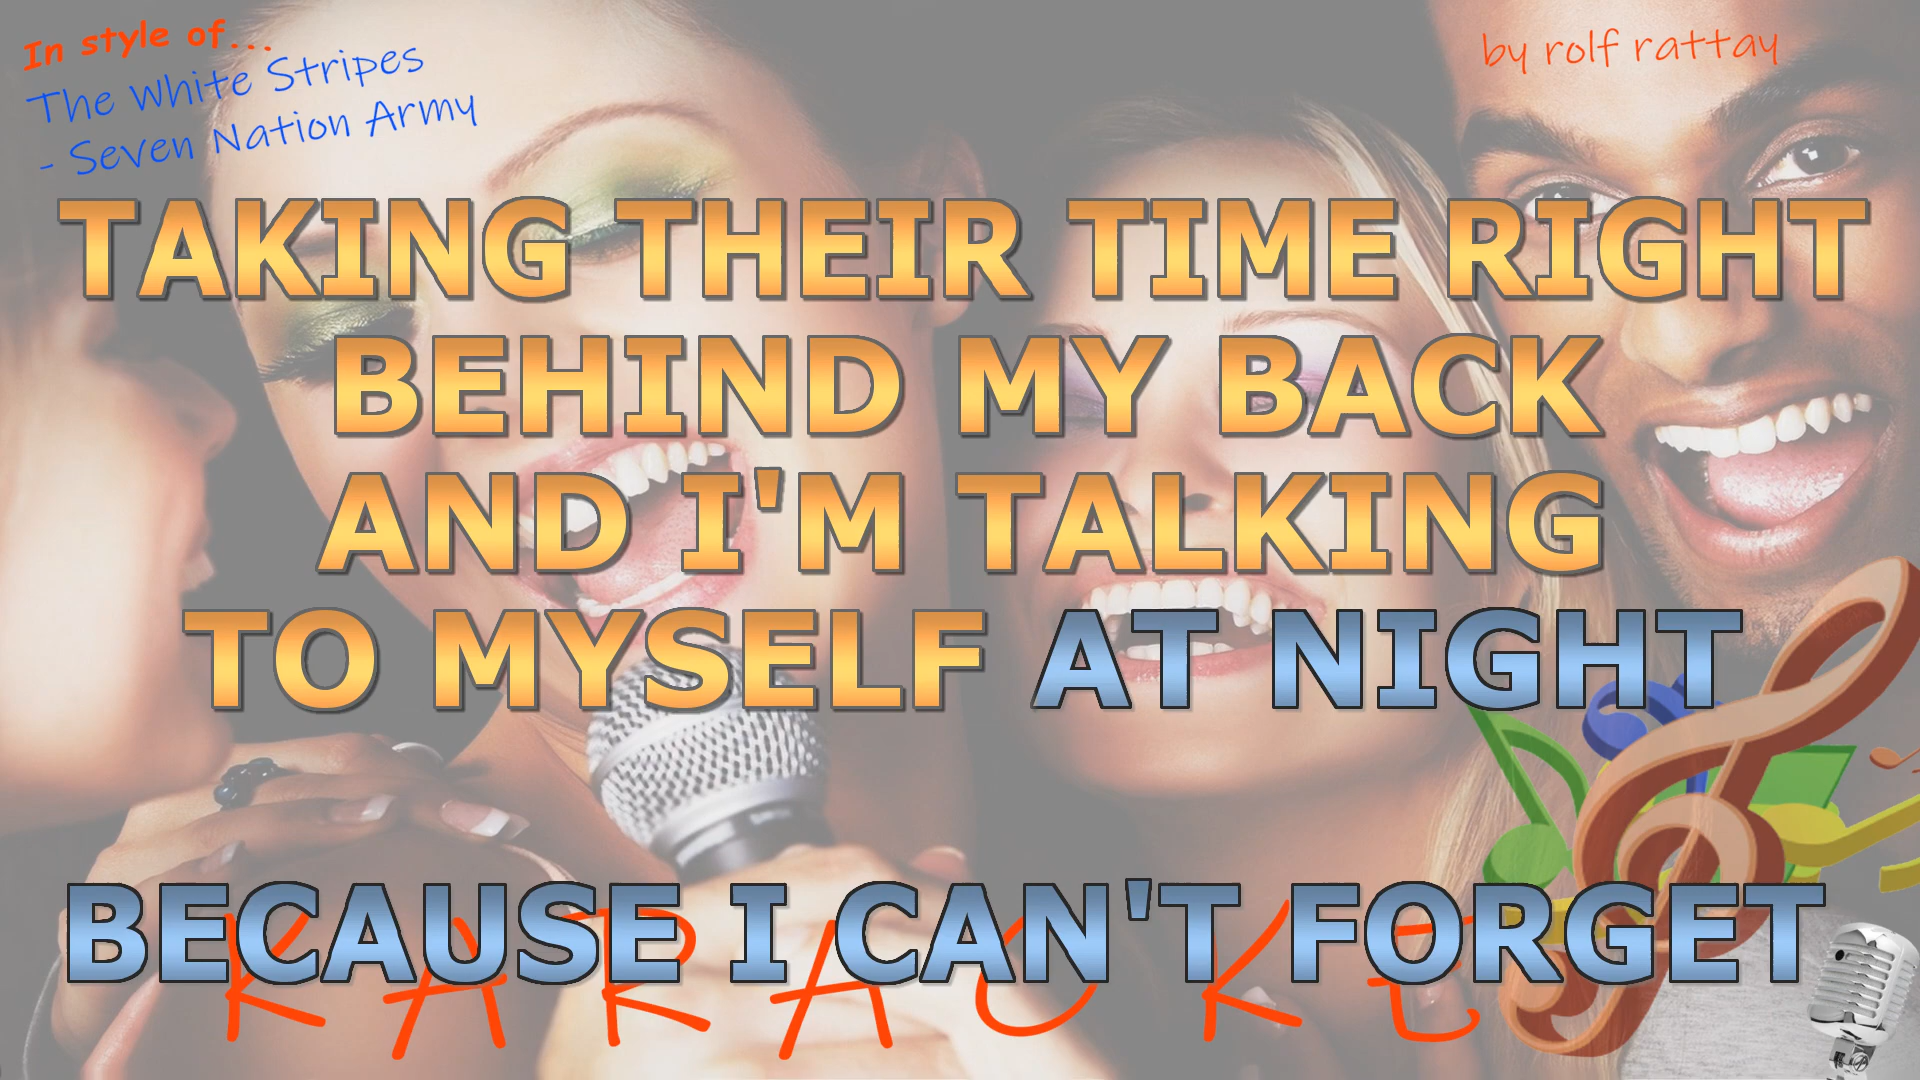 In style of...
The White Stripes
- Seven Nation Army
by rolf rattay
TAKING THEIR TIME RIGHT
BEHIND MY BACK
AND I'M TALKING
TO MYSELF AT NIGHT
BECAUSE I CAN'T FORGET
KARAOKE